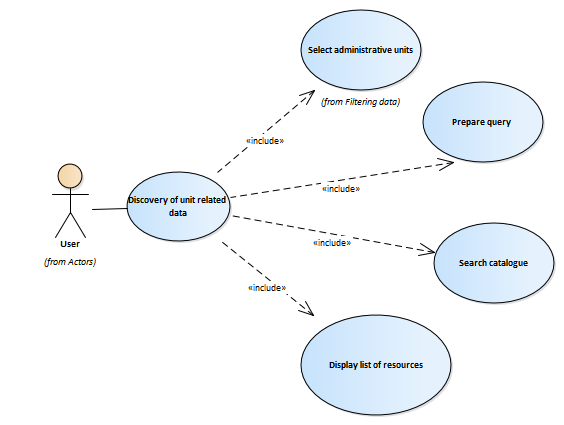 Select administrative units
(from Filtering data)
Prepare query
«include»
«include»
Discovery of unit related
data
User
(from Actors)
«include»
Search catalogue
«include»
Display list of resources